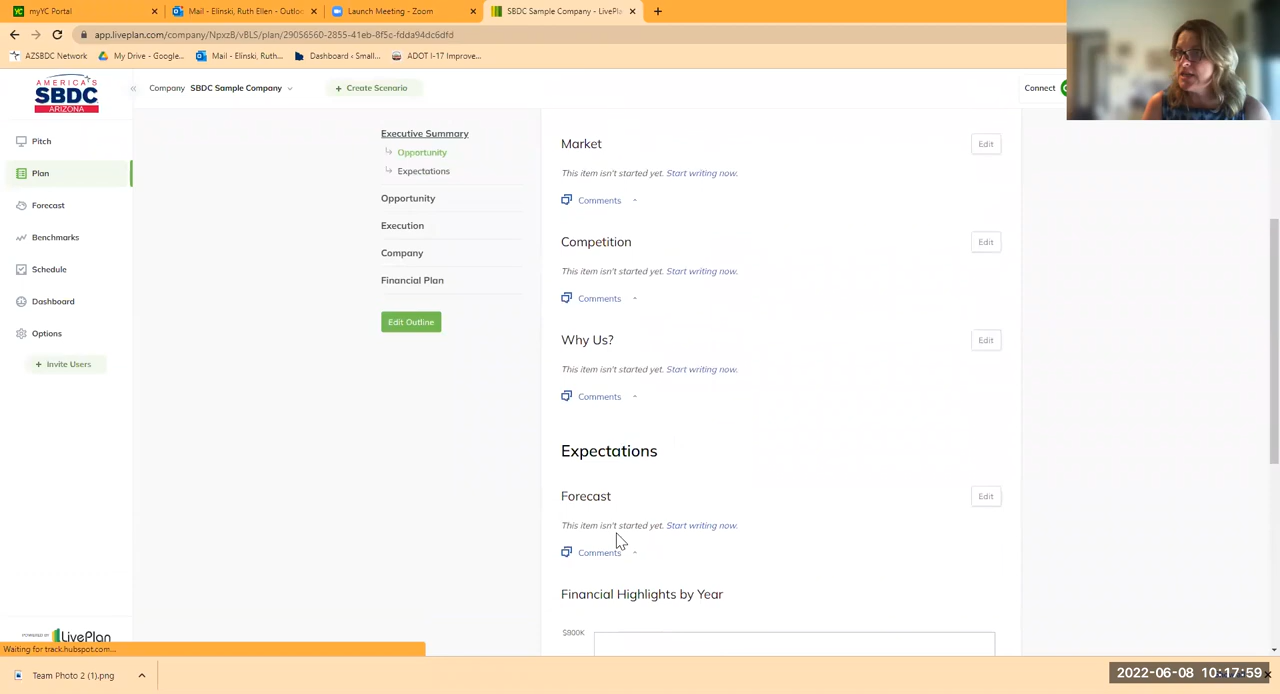 myYC Portal
Mail - Elinski, Ruth Ellen - Outloo
Launch Meeting - Zoom
SBDC Sample Company - LivePla
app.liveplan.com/company/NpxzB/vBLS/plan/29056560-2855-41eb-8f5c-fdda94dc6dfd
AZSBDC Network
My Drive - Google...
Mail - Elinski, Ruth...
Dashboard ‹ Small...
ADOT I-17 Improve...
AMERICA'S
SBDC
ARIZONA
Company SBDC Sample Company
+ Create Scenario
Connect
Pitch
Plan
Forecast
Benchmarks
Schedule
Dashboard
Options
+ Invite Users
POWERED BY LivePlan
Executive Summary
Opportunity
Expectations
Opportunity
Execution
Company
Financial Plan
Edit Outline
Market
Edit
This item isn't started yet. Start writing now.
Comments
Competition
Edit
This item isn't started yet. Start writing now.
Comments
Why Us?
Edit
This item isn't started yet. Start writing now.
Comments
Expectations
Forecast
Edit
This item isn't started yet. Start writing now.
Comments
Financial Highlights by Year
$800K
Waiting for track.hubspot.com...
Team Photo 2 (1).png
2022-06-08 10:17:59